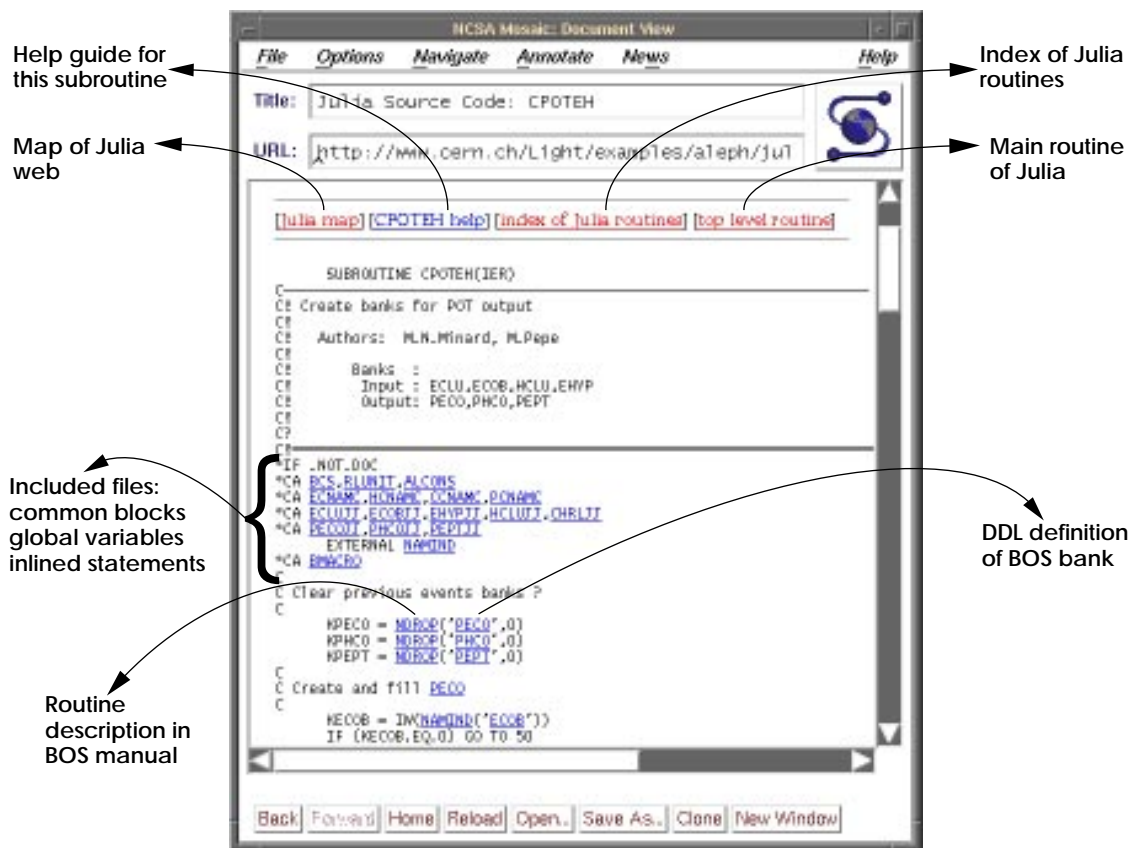 NCSA Mosaic: Document View
File Options Navigate Annotate News Help
Help guide for
this subroutine
Index of Julia
routines
Title: Julia Source Code: CPOTEH
Map of Julia
web
URL: http://www.cern.ch/Light/examples/aleph/jul
Main routine
of Julia
[Julia map] [CPOTEH help] [index of Julia routines] [top level routine]
SUBROUTINE CPOTEH(IER)
C
C! Create banks for POT output
C!
C! Authors: M.N.Minard, M.Pepe
C!
C! Banks :
C! Input : ECLU,ECOB,HCLU,EHYP
C! Output: PECO,PHCO,PEPT
C!
C?
C!
*IF .NOT.DOC
*CA BCS,RLUNIT,ALCONS
*CA ECNAMC,HCNAMC,CCNAMC,PCNAMC
*CA ECLUJJ,ECOBJJ,EHYPJJ,HCLUJJ,CHRLJJ
*CA PECOJJ,PHCOJJ,PEPTJJ
EXTERNAL NAMIND
*CA BMACRO
C
C Clear previous events banks ?
C
KPECO = NDROP('PECO',0)
KPHCO = NDROP('PHCO',0)
KPEPT = NDROP('PEPT',0)
C
C Create and fill PECO
C
KECOB = IW(NAMIND('ECOB'))
IF (KECOB.EQ.0) GO TO 50
Included files:
common blocks
global variables
inlined statements
DDL definition
of BOS bank
Routine
description in
BOS manual
Back Forward Home Reload Open.. Save As.. Clone New Window